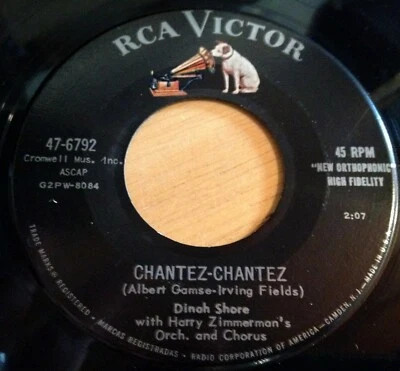 RCA VICTOR
47-6792
Cromwell Mus., Inc.
ASCAP
G2PW-8084
45 RPM
"NEW ORTHOPHONIC"
HIGH FIDELITY
2:07
CHANTEZ-CHANTEZ
(Albert Gamse-Irving Fields)
Dinah Shore
with Harry Zimmerman's
Orch. and Chorus
TRADE MARKS ® REGISTERED • MARCAS REGISTRADAS • RADIO CORPORATION OF AMERICA—CAMDEN, N.J. • MADE IN U.S.A.